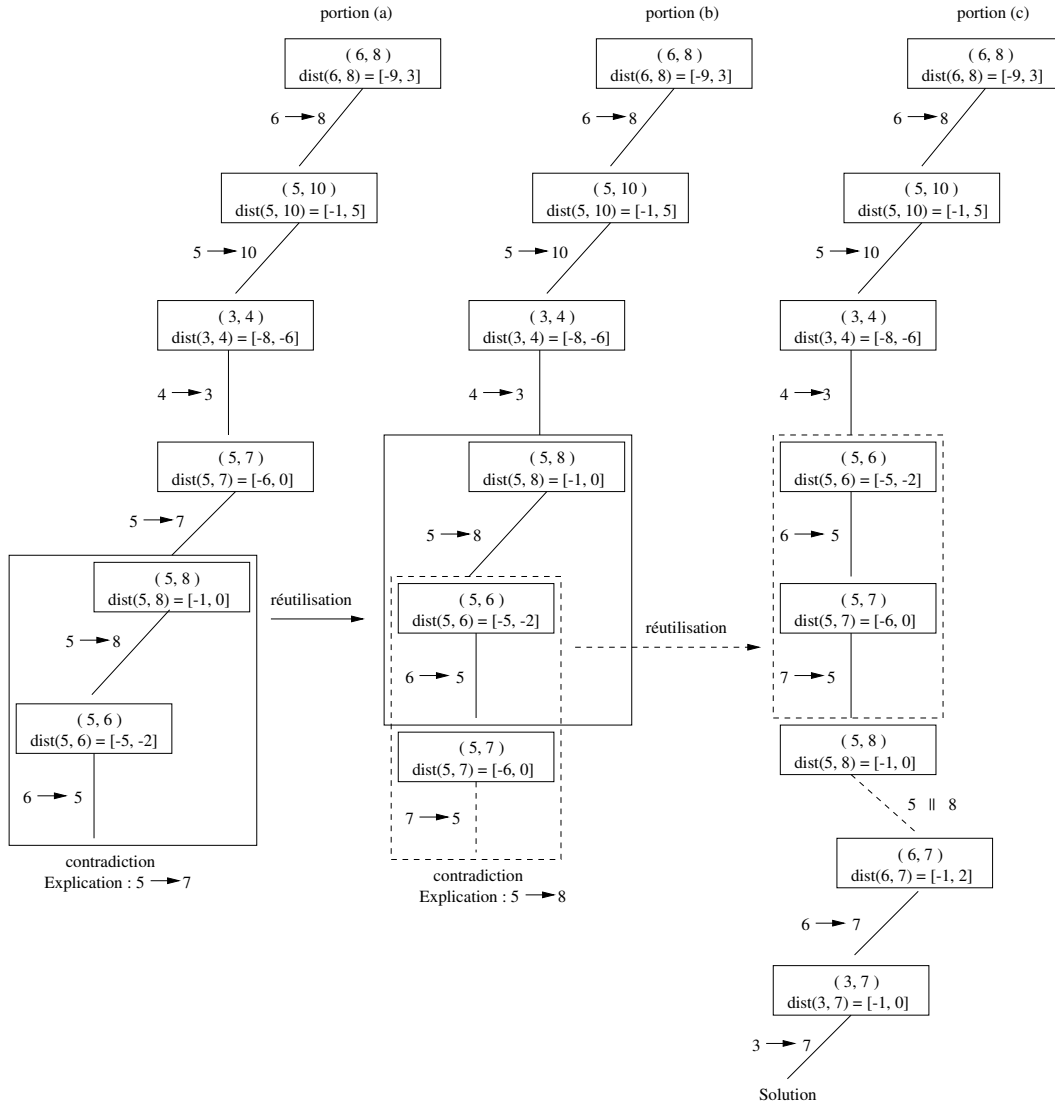 portion (a)
( 6, 8 )
dist(6, 8) = [-9, 3]
6 → 8
( 5, 10 )
dist(5, 10) = [-1, 5]
5 → 10
( 3, 4 )
dist(3, 4) = [-8, -6]
4 → 3
( 5, 7 )
dist(5, 7) = [-6, 0]
5 → 7
( 5, 8 )
dist(5, 8) = [-1, 0]
5 → 8
( 5, 6 )
dist(5, 6) = [-5, -2]
6 → 5
contradiction
Explication : 5 → 7
réutilisation
portion (b)
( 6, 8 )
dist(6, 8) = [-9, 3]
6 → 8
( 5, 10 )
dist(5, 10) = [-1, 5]
5 → 10
( 3, 4 )
dist(3, 4) = [-8, -6]
4 → 3
( 5, 8 )
dist(5, 8) = [-1, 0]
5 → 8
( 5, 6 )
dist(5, 6) = [-5, -2]
6 → 5
( 5, 7 )
dist(5, 7) = [-6, 0]
7 → 5
contradiction
Explication : 5 → 8
réutilisation
portion (c)
( 6, 8 )
dist(6, 8) = [-9, 3]
6 → 8
( 5, 10 )
dist(5, 10) = [-1, 5]
5 → 10
( 3, 4 )
dist(3, 4) = [-8, -6]
4 → 3
( 5, 6 )
dist(5, 6) = [-5, -2]
6 → 5
( 5, 7 )
dist(5, 7) = [-6, 0]
7 → 5
( 5, 8 )
dist(5, 8) = [-1, 0]
5 || 8
( 6, 7 )
dist(6, 7) = [-1, 2]
6 → 7
( 3, 7 )
dist(3, 7) = [-1, 0]
3 → 7
Solution